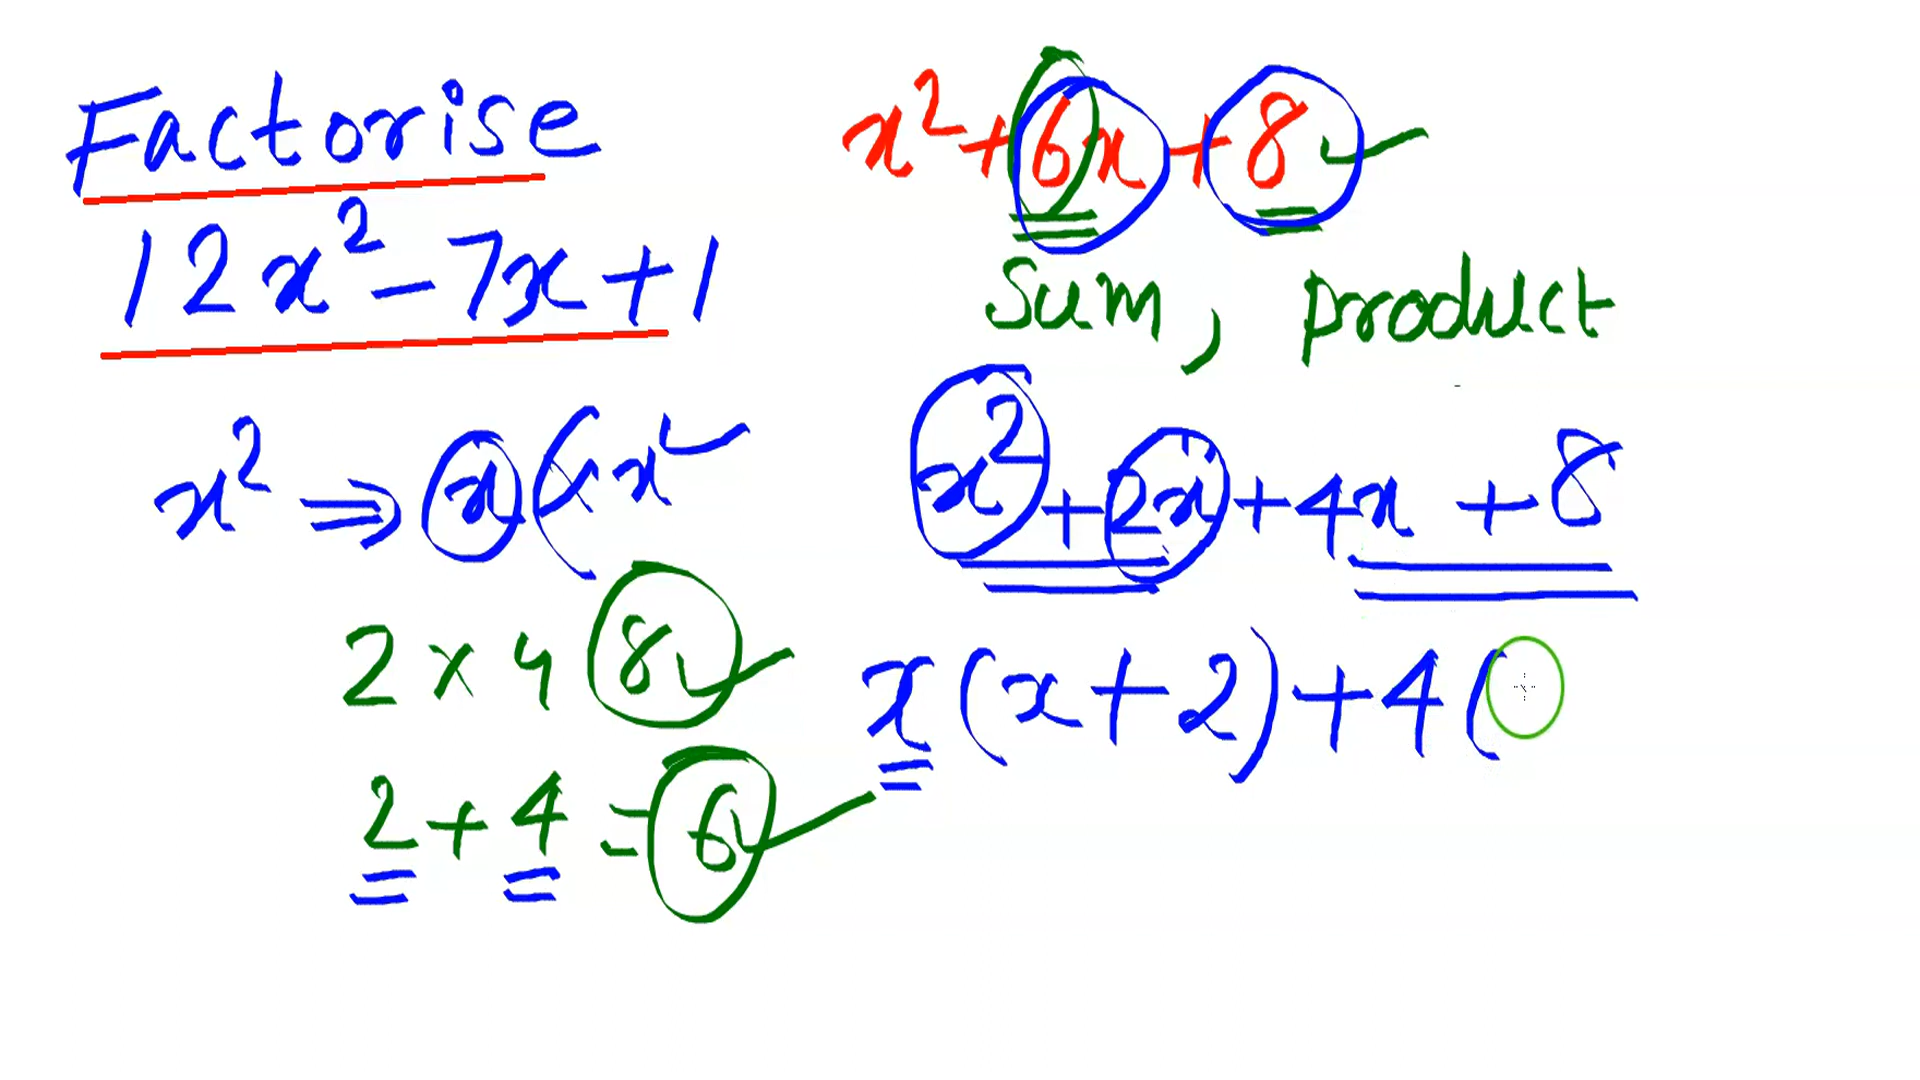 Factorise
12x² - 7x + 1
x² + 6x + 8
Sum, product
x² ⇒ x × x
x² + 2x + 4x + 8
2 × 4 8
x(x + 2) + 4(
2 + 4 = 6